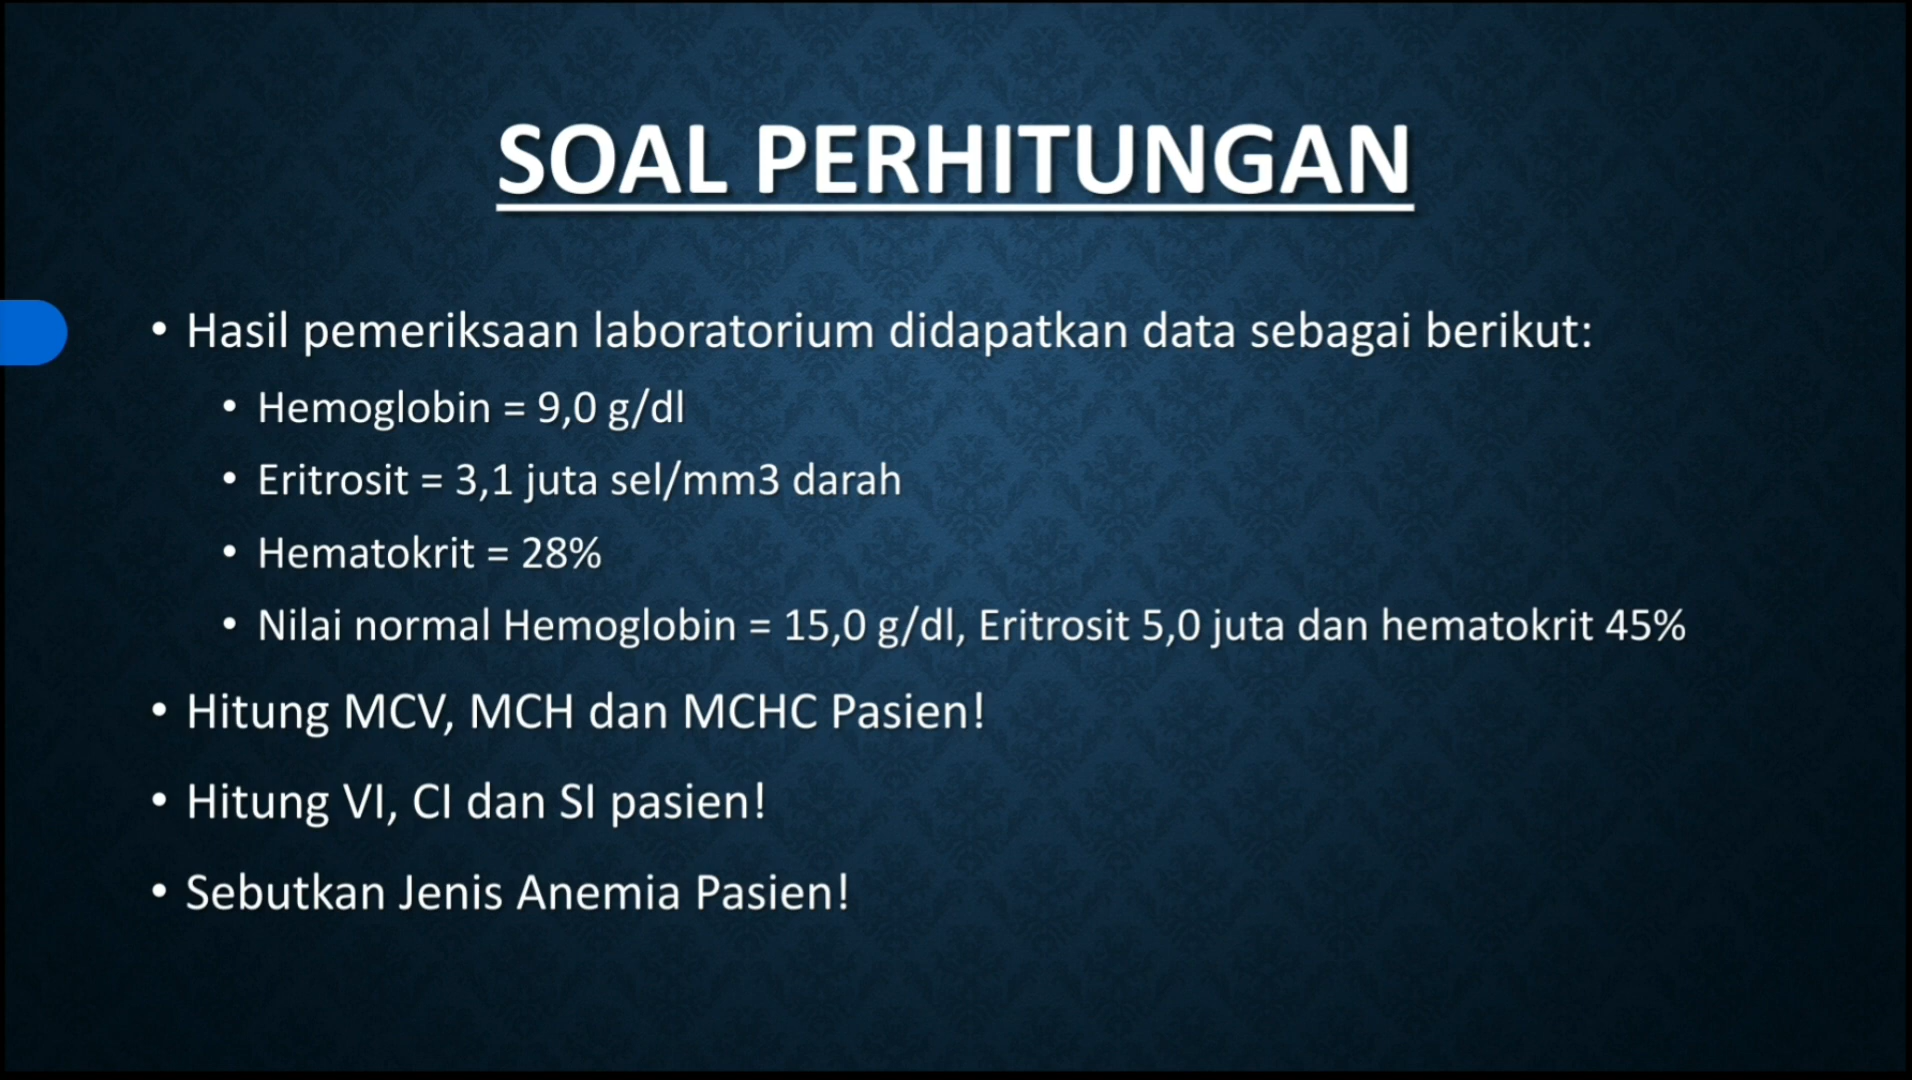 SOAL PERHITUNGAN
• Hasil pemeriksaan laboratorium didapatkan data sebagai berikut:
• Hemoglobin = 9,0 g/dl
• Eritrosit = 3,1 juta sel/mm3 darah
• Hematokrit = 28%
• Nilai normal Hemoglobin = 15,0 g/dl, Eritrosit 5,0 juta dan hematokrit 45%
• Hitung MCV, MCH dan MCHC Pasien!
• Hitung VI, CI dan SI pasien!
• Sebutkan Jenis Anemia Pasien!